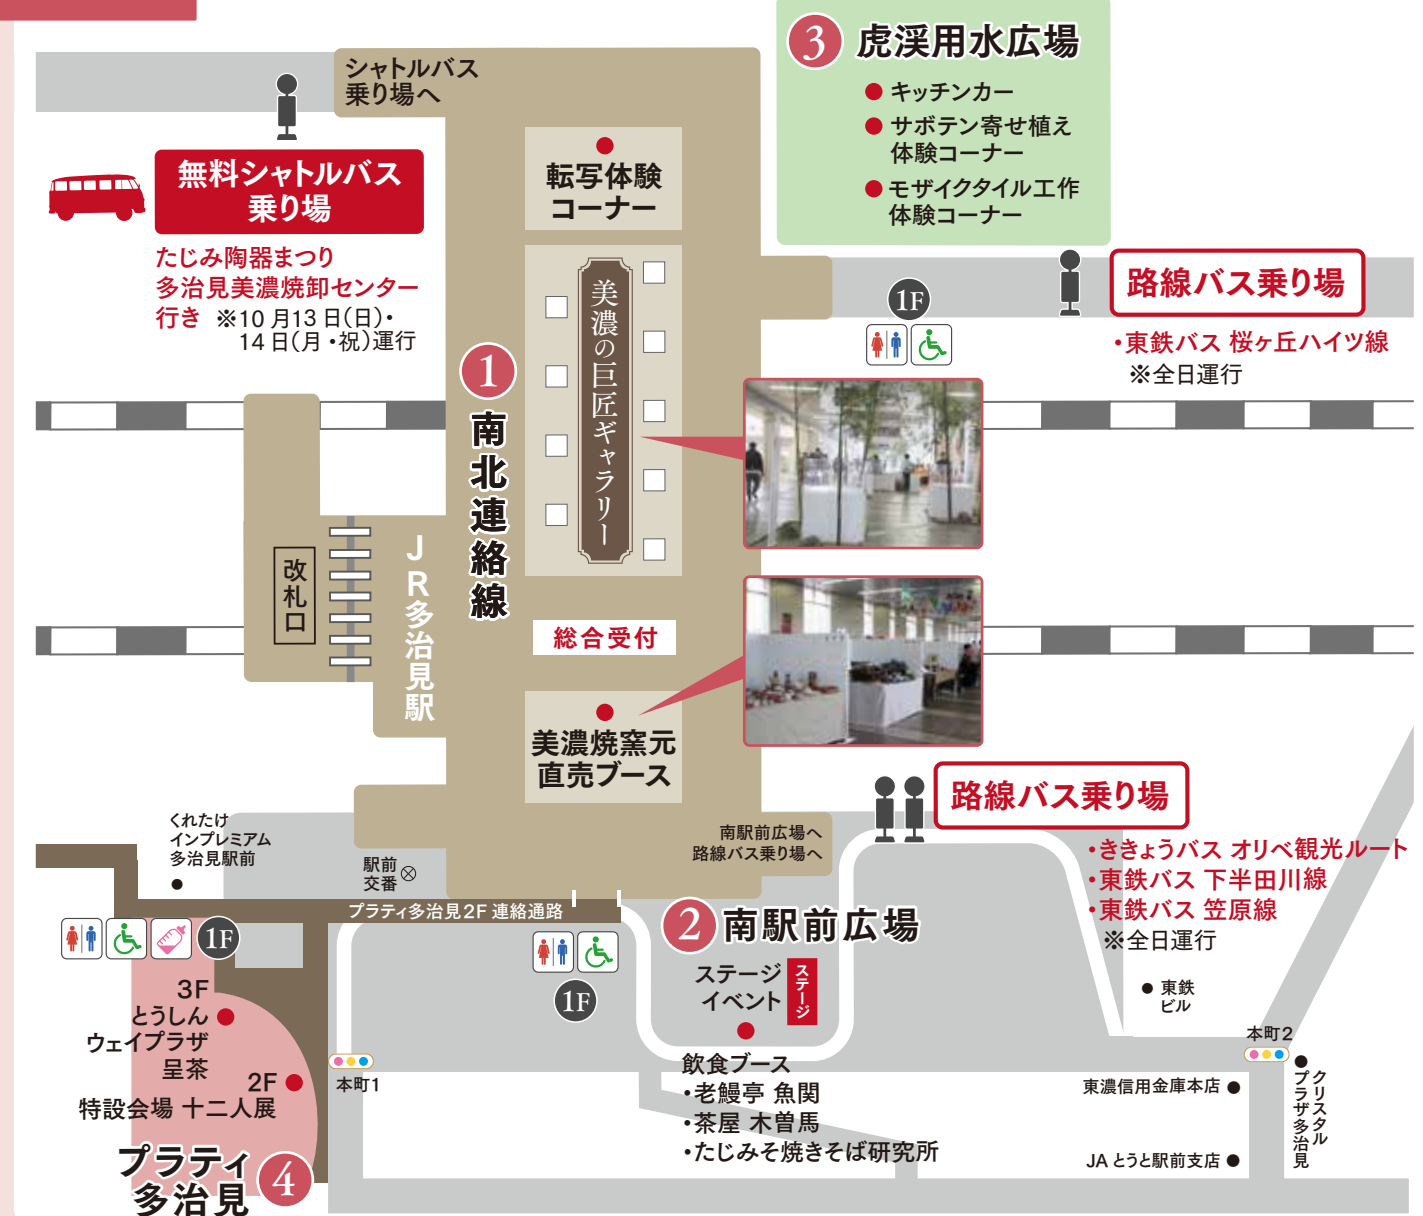 シャトルバス
乗り場へ
3 虎渓用水広場
キッチンカー
サボテン寄せ植え
体験コーナー
モザイクタイル工作
体験コーナー
無料シャトルバス
乗り場
たじみ陶器まつり
多治見美濃焼卸センター
行き ※10月13日(日)・
14日(月・祝)運行
転写体験
コーナー
美濃の巨匠ギャラリー
1 南北連絡線
1F
路線バス乗り場
・東鉄バス 桜ヶ丘ハイツ線
※全日運行
改札口
JR多治見駅
総合受付
美濃焼窯元
直売ブース
南駅前広場へ
路線バス乗り場へ
路線バス乗り場
・ききょうバス オリベ観光ルート
・東鉄バス 下半田川線
・東鉄バス 笠原線
※全日運行
くれたけ
インプレミアム
多治見駅前
駅前
交番
プラティ多治見2F 連絡通路
1F
1F
2 南駅前広場
ステージ
イベント
ステージ
飲食ブース
・老鰻亭 魚関
・茶屋 木曽馬
・たじみそ焼きそば研究所
3F
とうしん
ウェイプラザ
呈茶
2F
特設会場 十二人展
プラティ
多治見 4
本町1
東鉄
ビル
本町2
クリスタル
プラザ多治見
東濃信用金庫本店
JAとうと駅前支店